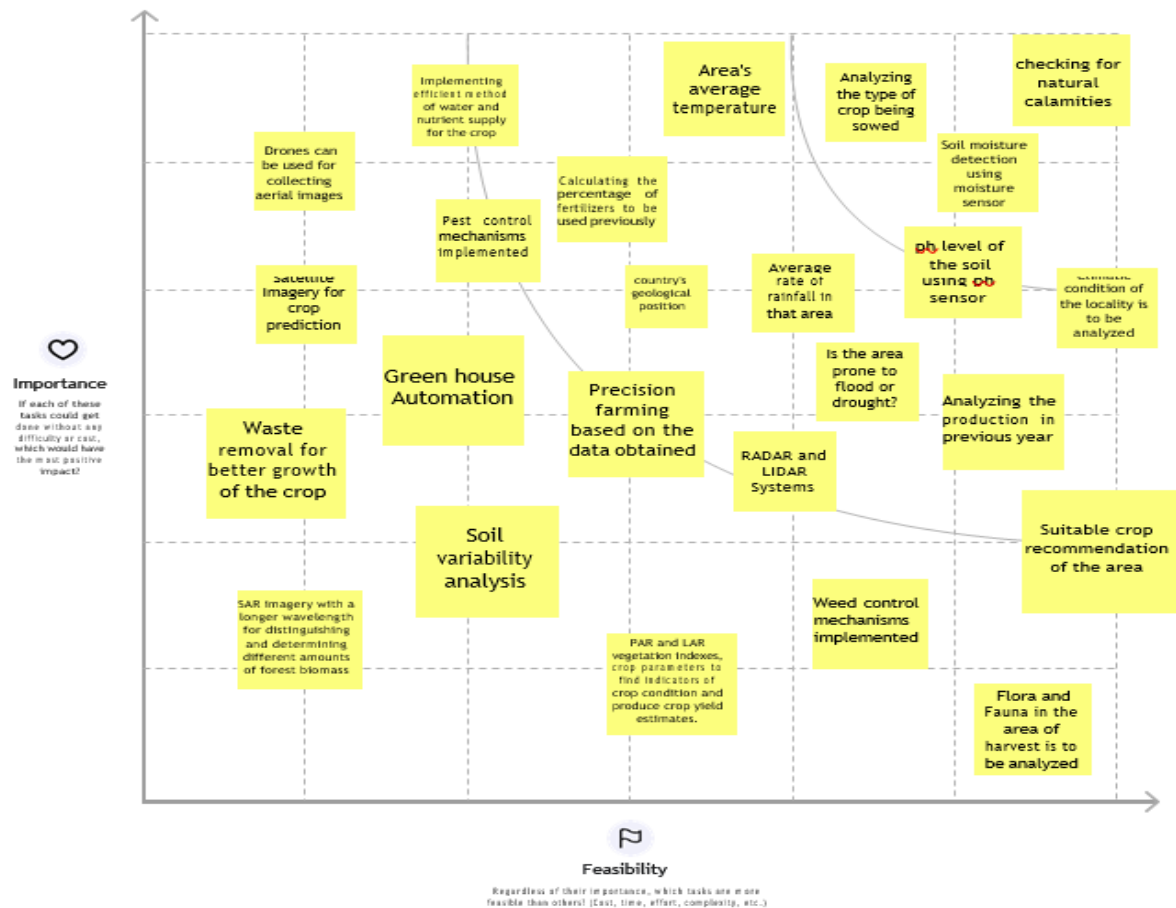 Implementing
efficient method
of water and
nutrient supply
for the crop
Area's
average
temperature
Analyzing
the type of
crop being
sowed
checking for
natural
calamities
Drones can
be used for
collecting
aerial images
Calculating the
percentage of
fertilizers to be
used previously
Soil moisture
detection
using
moisture
sensor
Pest control
mechanisms
implemented
ph level of
the soil
using ph
sensor
Satellite
imagery for
crop
prediction
country's
geological
position
Average
rate of
rainfall in
that area
Climatic
condition of
the locality is
to be
analyzed
Green house
Automation
Is the area
prone to
flood or
drought?
Precision
farming
based on the
data obtained
Analyzing the
production in
previous year
Waste
removal for
better growth
of the crop
RADAR and
LIDAR
Systems
Soil
variability
analysis
Suitable crop
recommendation
of the area
SAR imagery with a
longer wavelength
for distinguishing
and determining
different amounts
of forest biomass
Weed control
mechanisms
implemented
PAR and LAR
vegetation indexes,
crop parameters to
find indicators of
crop condition and
produce crop yield
estimates.
Flora and
Fauna in the
area of
harvest is to
be analyzed
Importance
If each of these
tasks could get
done without any
difficulty or cost,
which would have
the most positive
impact?
Feasibility
Regardless of their importance, which tasks are more
feasible than others? (Cost, time, effort, complexity, etc.)